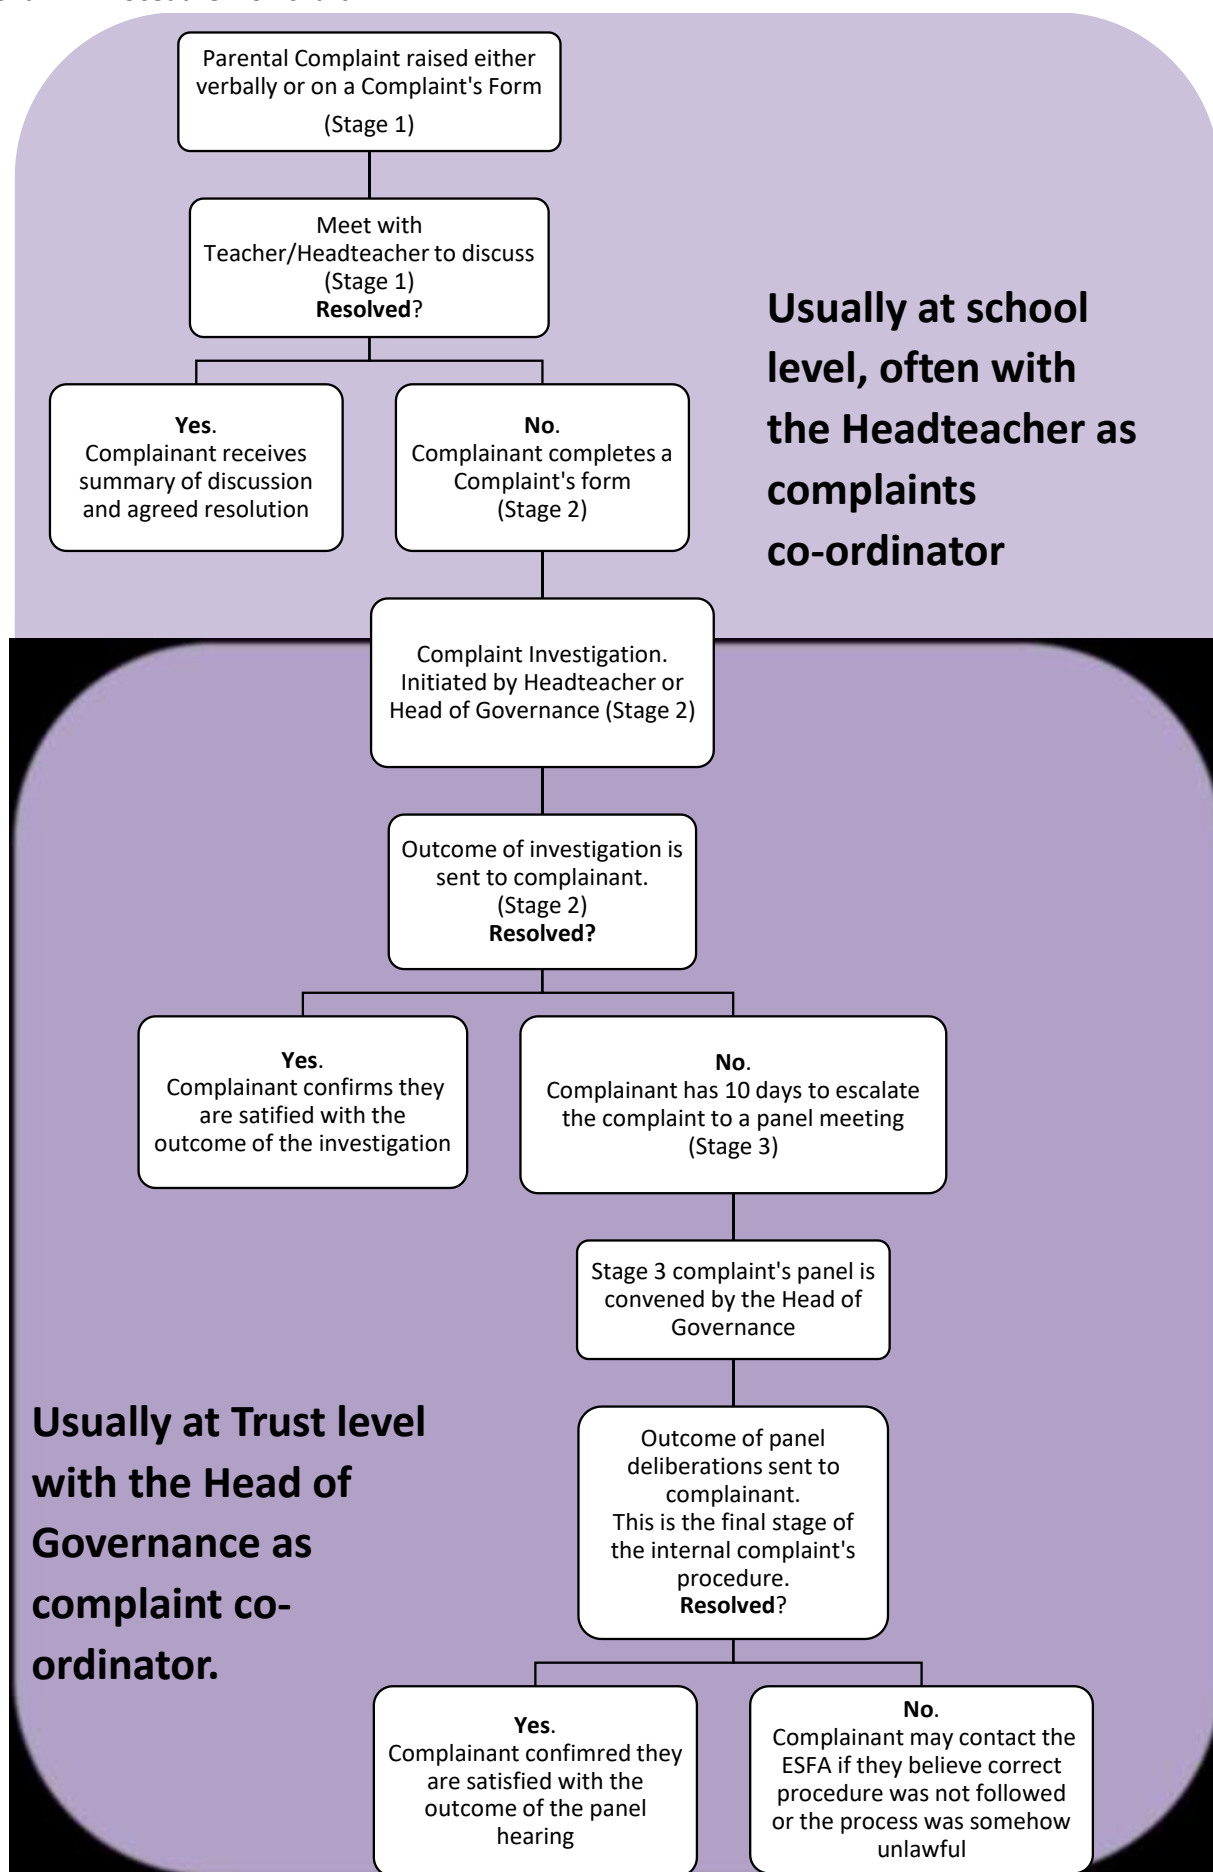 Parental Complaint raised either
verbally or on a Complaint's Form
(Stage 1)
Meet with
Teacher/Headteacher to discuss
(Stage 1)
Resolved?
Yes.
Complainant receives
summary of discussion
and agreed resolution
No.
Complainant completes a
Complaint's form
(Stage 2)
Usually at school
level, often with
the Headteacher as
complaints
co-ordinator
Complaint Investigation.
Initiated by Headteacher or
Head of Governance (Stage 2)
Outcome of investigation is
sent to complainant.
(Stage 2)
Resolved?
Yes.
Complainant confirms they
are satified with the
outcome of the investigation
No.
Complainant has 10 days to escalate
the complaint to a panel meeting
(Stage 3)
Stage 3 complaint's panel is
convened by the Head of
Governance
Usually at Trust level
with the Head of
Governance as
complaint co-
ordinator.
Outcome of panel
deliberations sent to
complainant.
This is the final stage of
the internal complaint's
procedure.
Resolved?
Yes.
Complainant confimred they
are satisfied with the
outcome of the panel
hearing
No.
Complainant may contact the
ESFA if they believe correct
procedure was not followed
or the process was somehow
unlawful